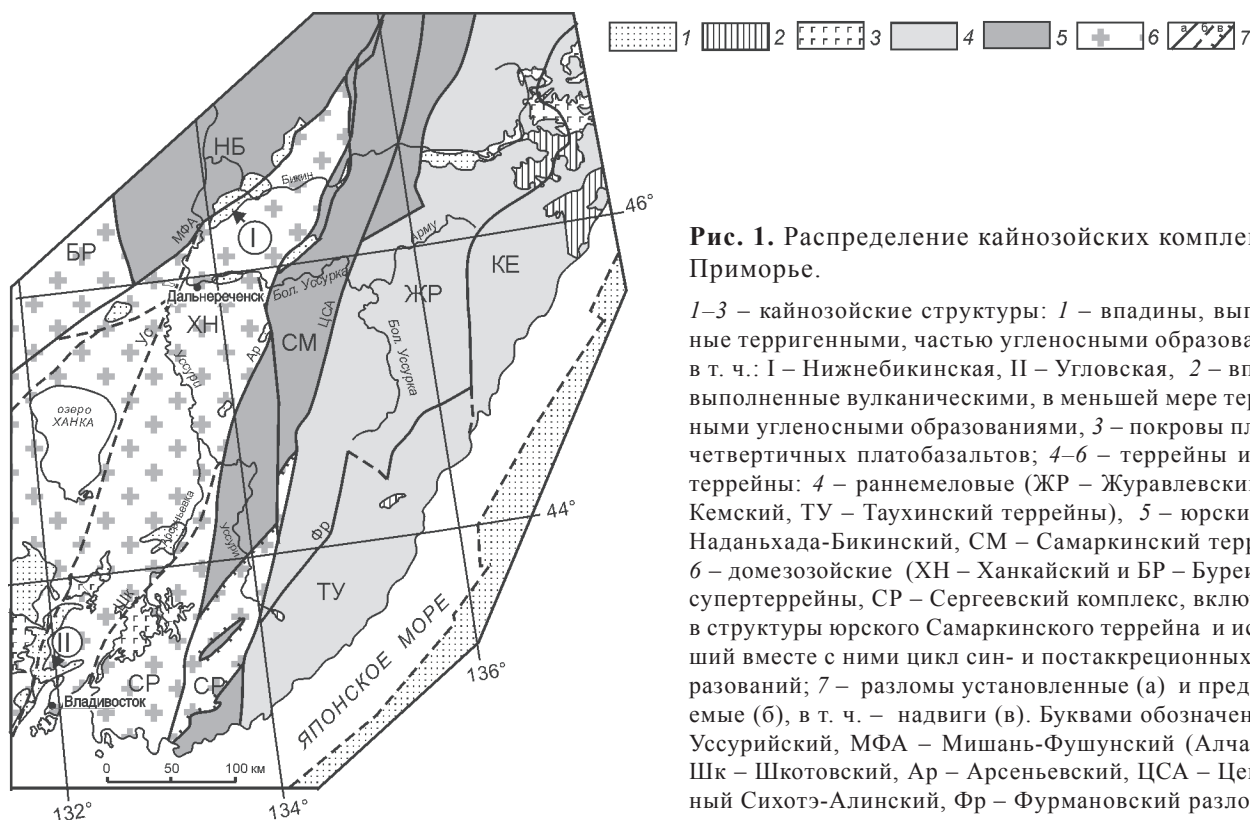 1 2 3 4 5 6 а б в 7
НБ
Бикин
МФА
БР
I
46°
Арму
КЕ
Дальнереченск
Бол. Уссурка
ЖР
Ус
ХН
ЦСА
СМ
Ар
Уссури
Бол. Уссурка
озеро
ХАНКА
44°
Арсеньевка
Уссури
Фр
ТУ
Шк
II
СР
СР
Владивосток
ЯПОНСКОЕ МОРЕ
136°
0 50 100 км
132°
134°
Рис. 1. Распределение кайнозойских комплек
Приморье.
1–3 – кайнозойские структуры: 1 – впадины, вып
ные терригенными, частью угленосными образова
в т. ч.: I – Нижнебикинская, II – Угловская, 2 – вп
выполненные вулканическими, в меньшей мере тер
ными угленосными образованиями, 3 – покровы пл
четвертичных платобазальтов; 4–6 – террейны и
террейны: 4 – раннемеловые (ЖР – Журавлевски
Кемский, ТУ – Таухинский террейны), 5 – юрски
Наданьхада-Бикинский, СМ – Самаркинский терр
6 – домезозойские (ХН – Ханкайский и БР – Буреи
супертеррейны, СР – Сергеевский комплекс, вклю
в структуры юрского Самаркинского террейна и ис
ший вместе с ними цикл син- и постаккреционных
разований; 7 – разломы установленные (а) и пред
емые (б), в т. ч. – надвиги (в). Буквами обозначен
Уссурийский, МФА – Мишань-Фушунский (Алча
Шк – Шкотовский, Ар – Арсеньевский, ЦСА – Це
ный Сихотэ-Алинский, Фр – Фурмановский разло